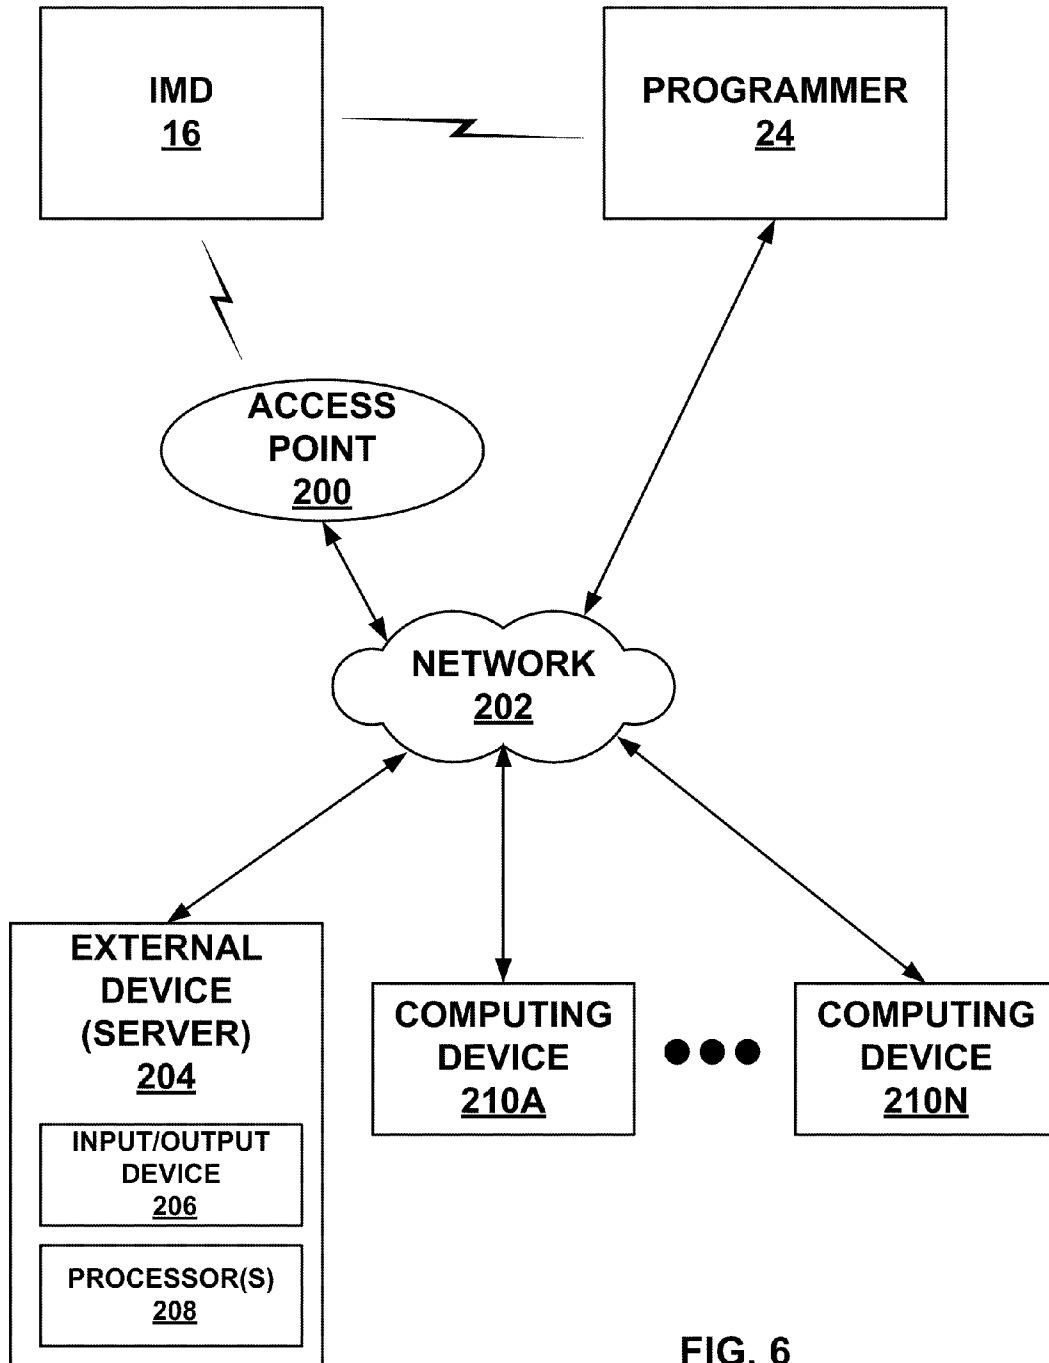 IMD
16
PROGRAMMER
24
ACCESS
POINT
200
NETWORK
202
EXTERNAL
DEVICE
(SERVER)
204
INPUT/OUTPUT
DEVICE
206
PROCESSOR(S)
208
COMPUTING
DEVICE
210A
COMPUTING
DEVICE
210N
FIG. 6